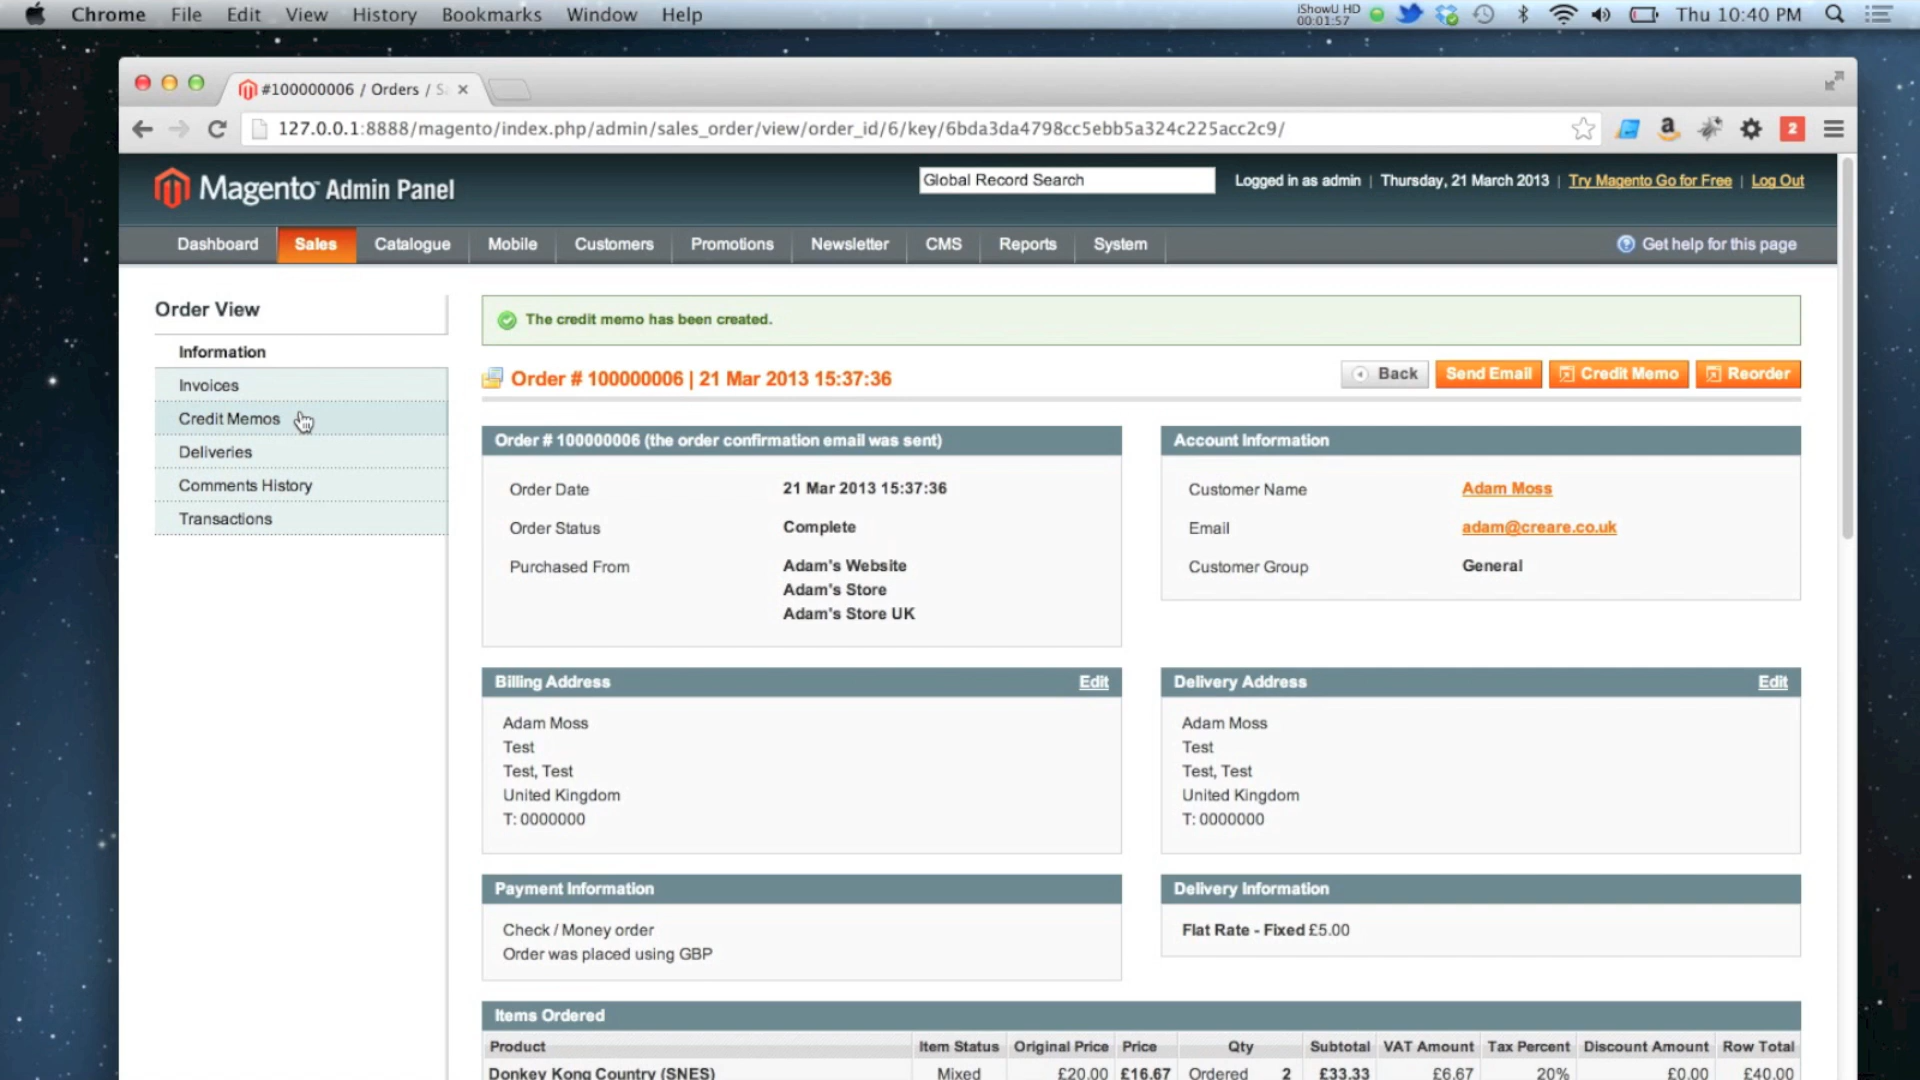 Chrome File Edit View History Bookmarks Window Help
iShowU HD
00:01:57
Thu 10:40 PM
#100000006 / Orders / S
127.0.0.1:8888/magento/index.php/admin/sales_order/view/order_id/6/key/6bda3da4798cc5ebb5a324c225acc2c9/
a
2
Magento Admin Panel
Global Record Search
Logged in as admin | Thursday, 21 March 2013 | Try Magento Go for Free | Log Out
Dashboard Sales Catalogue Mobile Customers Promotions Newsletter CMS Reports System
Get help for this page
Order View
Information
Invoices
Credit Memos
Deliveries
Comments History
Transactions
The credit memo has been created.
Order # 100000006 | 21 Mar 2013 15:37:36
Back Send Email Credit Memo Reorder
Order # 100000006 (the order confirmation email was sent)
Order Date 21 Mar 2013 15:37:36
Order Status Complete
Purchased From Adam's Website
Adam's Store
Adam's Store UK
Account Information
Customer Name Adam Moss
Email adam@creare.co.uk
Customer Group General
Billing Address Edit
Adam Moss
Test
Test, Test
United Kingdom
T: 0000000
Delivery Address Edit
Adam Moss
Test
Test, Test
United Kingdom
T: 0000000
Payment Information
Check / Money order
Order was placed using GBP
Delivery Information
Flat Rate - Fixed £5.00
Items Ordered
Product Item Status Original Price Price Qty Subtotal VAT Amount Tax Percent Discount Amount Row Total
Donkey Kong Country (SNES) Mixed £20.00 £16.67 Ordered 2 £33.33 £6.67 20% £0.00 £40.00